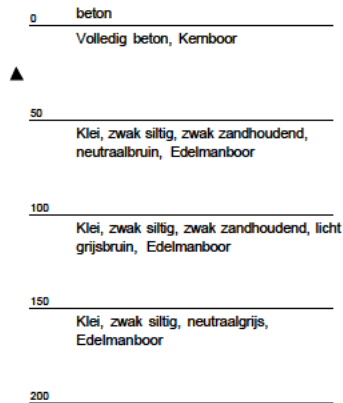 0 beton
Volledig beton, Kernboor
50
Klei, zwak siltig, zwak zandhoudend,
neutraalbruin, Edelmanboor
100
Klei, zwak siltig, zwak zandhoudend, licht
grijsbruin, Edelmanboor
150
Klei, zwak siltig, neutraalgrijs,
Edelmanboor
200